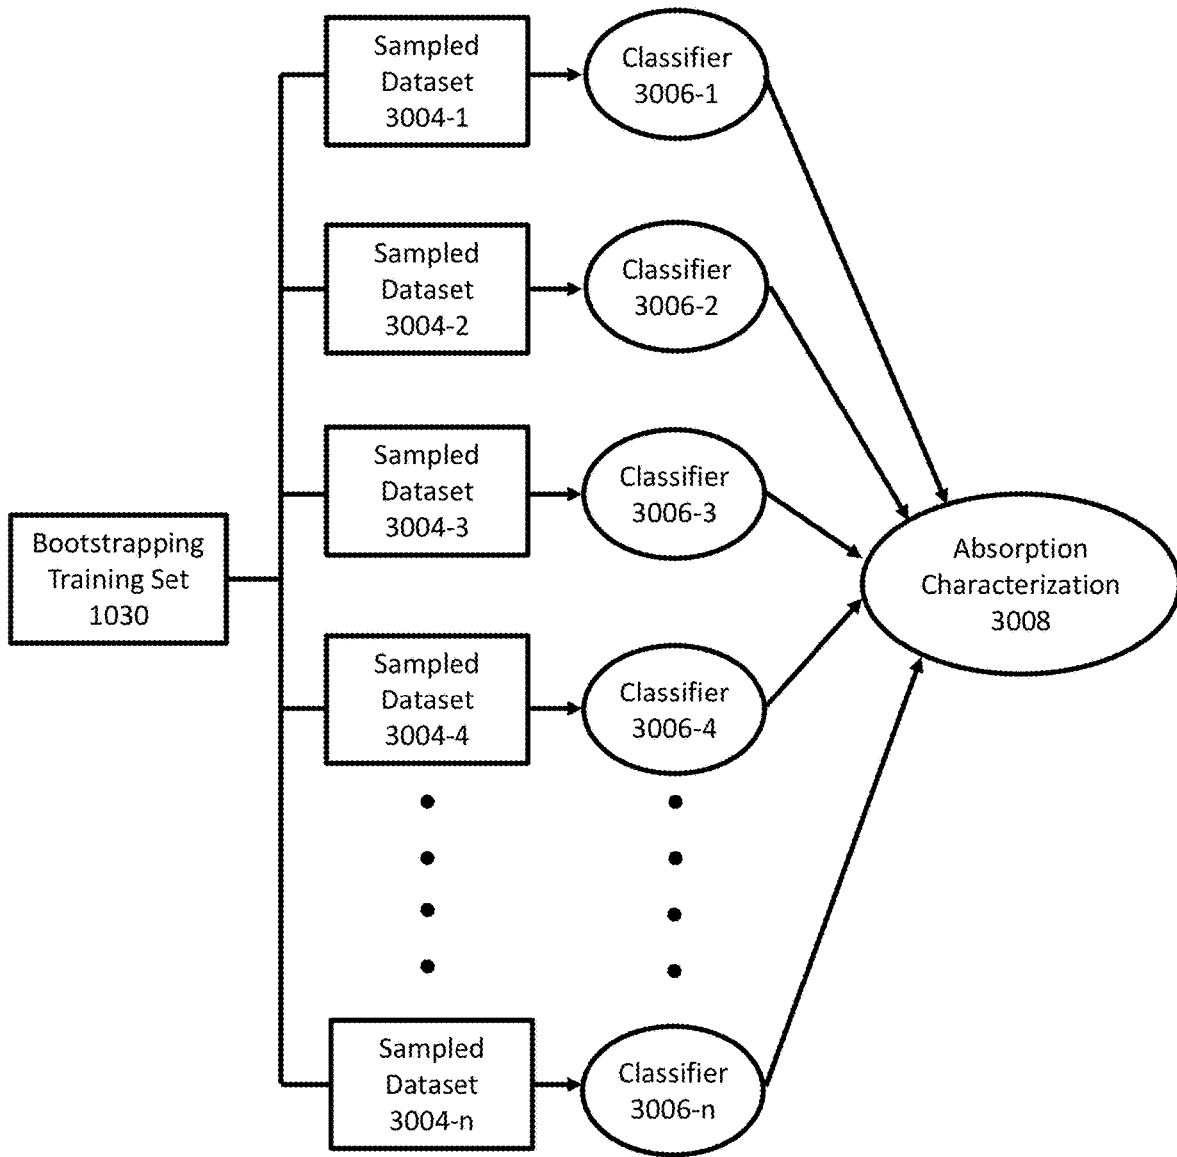 Sampled
Dataset
3004-1
Classifier
3006-1
Sampled
Dataset
3004-2
Classifier
3006-2
Sampled
Dataset
3004-3
Classifier
3006-3
Bootstrapping
Training Set
1030
Absorption
Characterization
3008
Sampled
Dataset
3004-4
Classifier
3006-4
Sampled
Dataset
3004-n
Classifier
3006-n